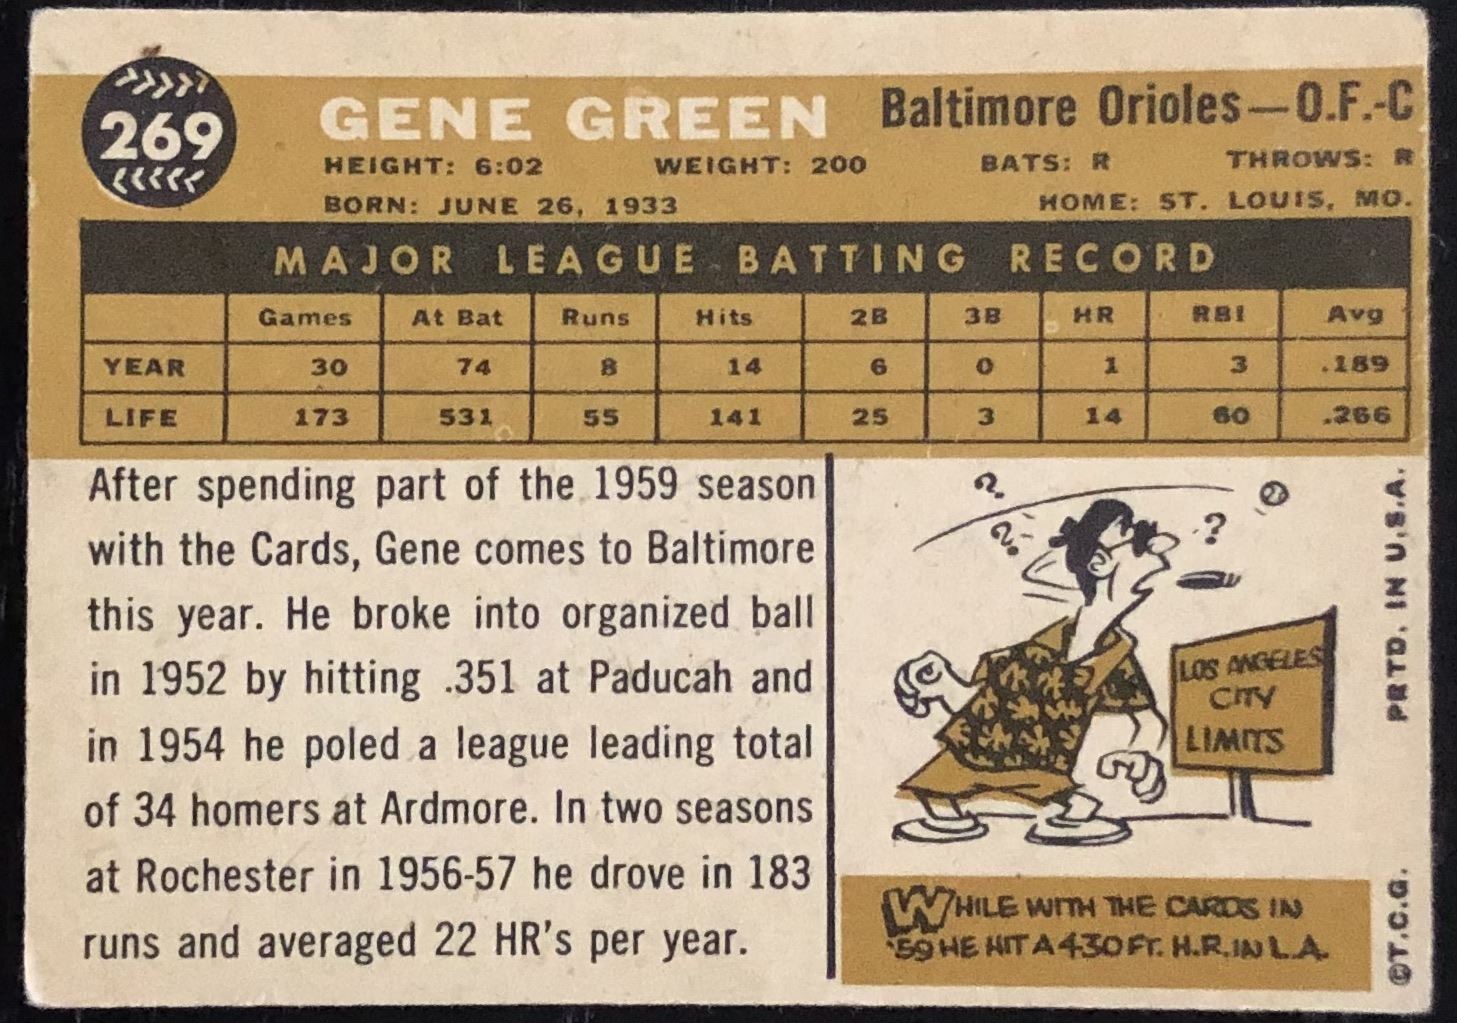 269
GENE GREEN Baltimore Orioles—O.F.-C
HEIGHT: 6:02 WEIGHT: 200 BATS: R THROWS: R
BORN: JUNE 26, 1933 HOME: ST. LOUIS, MO.
MAJOR LEAGUE BATTING RECORD
Games At Bat Runs Hits 2B 3B HR RBI Avg
YEAR 30 74 8 14 6 0 1 3 .189
LIFE 173 531 55 141 25 3 14 60 .266
After spending part of the 1959 season
with the Cards, Gene comes to Baltimore
this year. He broke into organized ball
in 1952 by hitting .351 at Paducah and
in 1954 he poled a league leading total
of 34 homers at Ardmore. In two seasons
at Rochester in 1956-57 he drove in 183
runs and averaged 22 HR's per year.
? ? ?
LOS ANGELES
CITY
LIMITS
WHILE WITH THE CARDS IN
'59 HE HIT A 430 FT. H.R. IN L.A.
©T.C.G. PRTD. IN U.S.A.